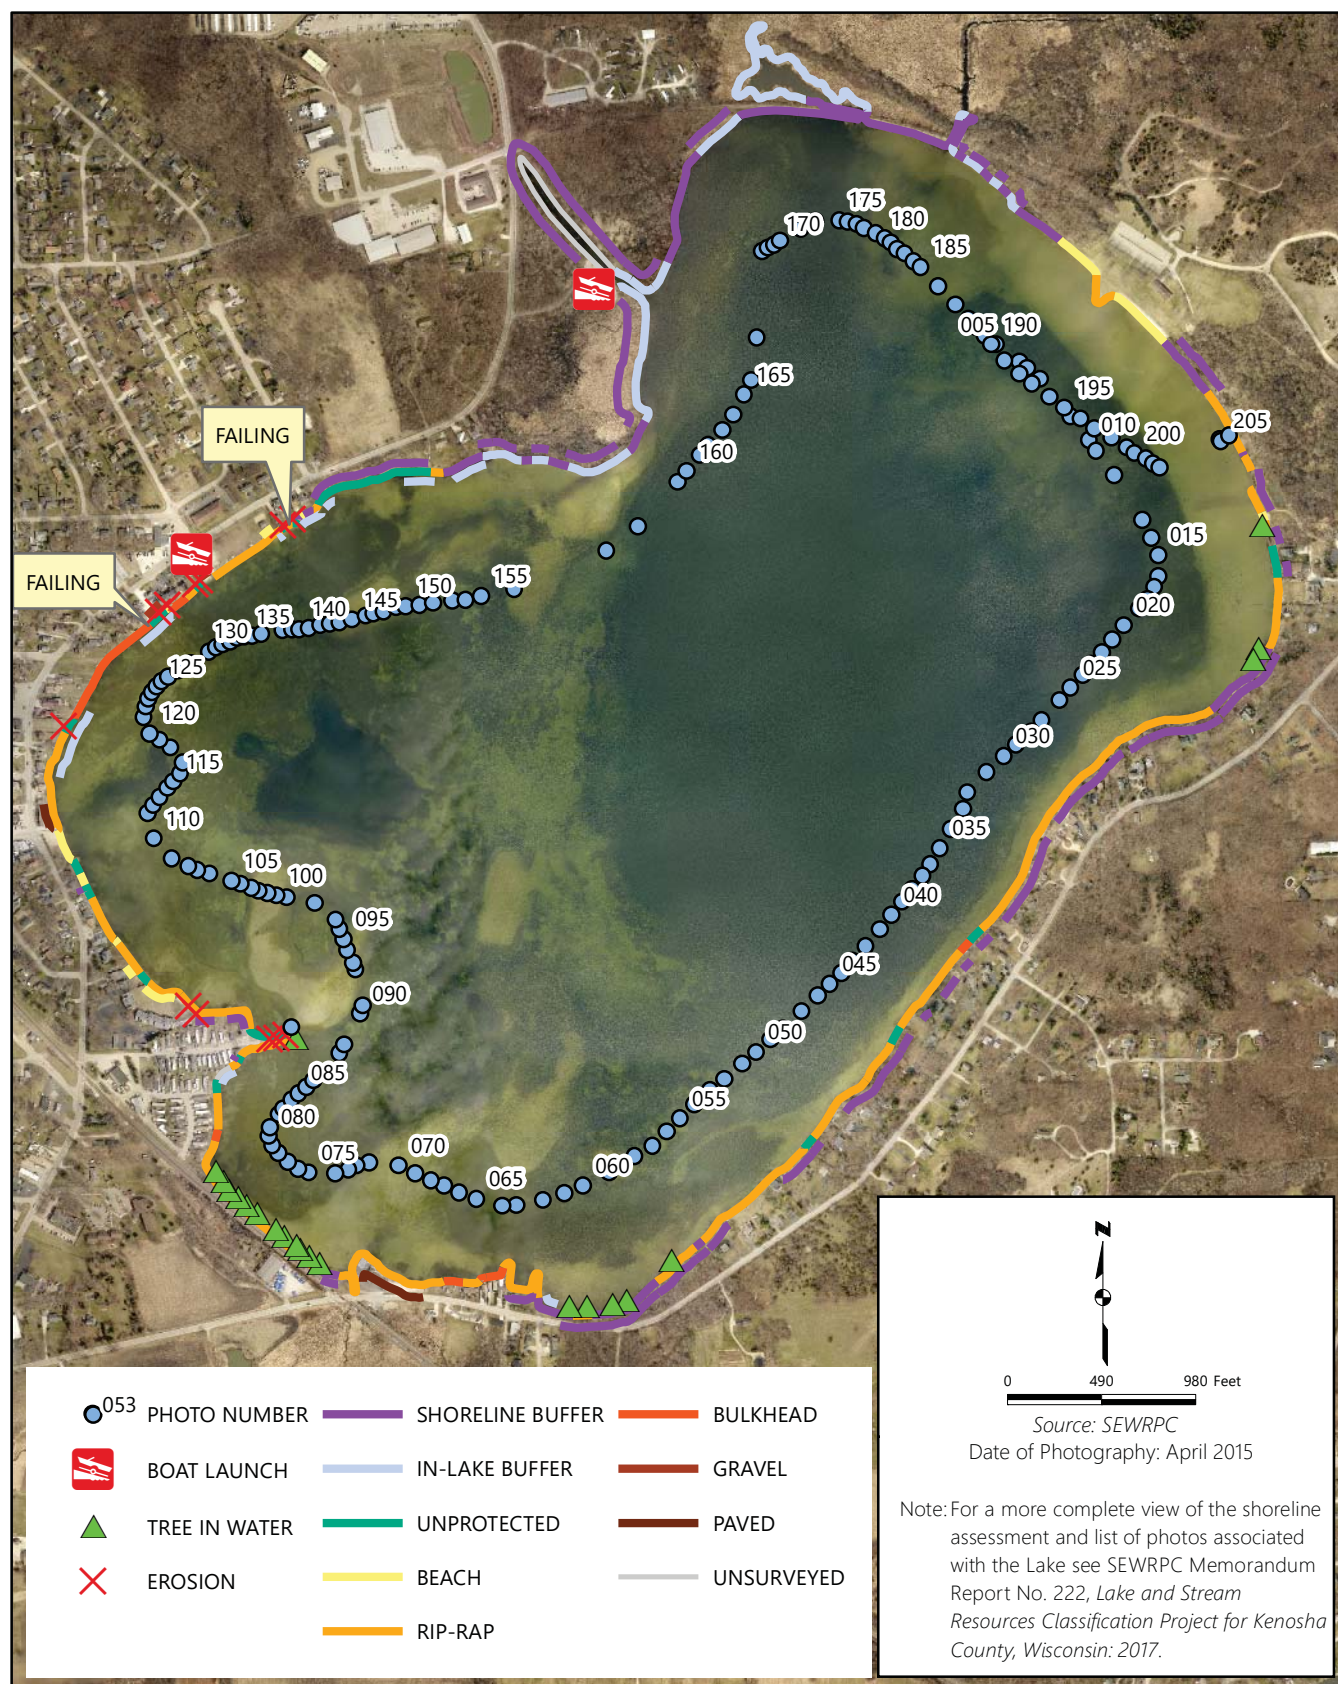 170
175
180
185
005
190
165
195
010
200
205
160
FAILING
015
155
150
145
140
135
130
FAILING
020
125
025
120
030
115
110
035
105
100
040
095
045
090
050
085
055
080
075
070
060
065
N
0 490 980 Feet
Source: SEWRPC
Date of Photography: April 2015
Note: For a more complete view of the shoreline
assessment and list of photos associated
with the Lake see SEWRPC Memorandum
Report No. 222, Lake and Stream
Resources Classification Project for Kenosha
County, Wisconsin: 2017.
053 PHOTO NUMBER
BOAT LAUNCH
TREE IN WATER
EROSION
SHORELINE BUFFER
IN-LAKE BUFFER
UNPROTECTED
BEACH
RIP-RAP
BULKHEAD
GRAVEL
PAVED
UNSURVEYED